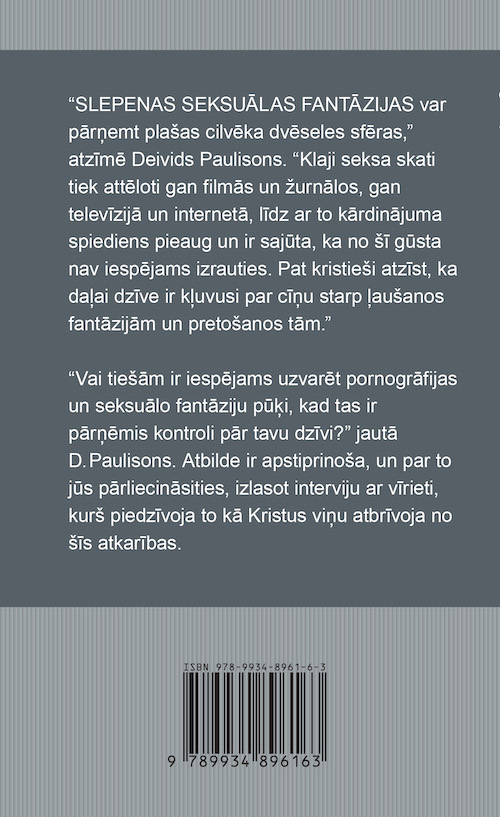 “SLEPENAS SEKSUĀLAS FANTĀZIJAS var
pārņemt plašas cilvēka dvēseles sfēras,”
atzīmē Deivids Paulisons. “Klaji seksa skati
tiek attēloti gan filmās un žurnālos, gan
televīzijā un internetā, līdz ar to kārdinājuma
spiediens pieaug un ir sajūta, ka no šī gūsta
nav iespējams izrauties. Pat kristieši atzīst, ka
daļai dzīve ir kļuvusi par cīņu starp ļaušanos
fantāzijām un pretošanos tām.”
“Vai tiešām ir iespējams uzvarēt pornogrāfijas
un seksuālo fantāziju pūķi, kad tas ir
pārņēmis kontroli pār tavu dzīvi?” jautā
D. Paulisons. Atbilde ir apstiprinoša, un par to
jūs pārliecināsities, izlasot interviju ar vīrieti,
kurš piedzīvoja to kā Kristus viņu atbrīvoja no
šīs atkarības.
ISBN 978-9934-8961-6-3
9 789934 896163